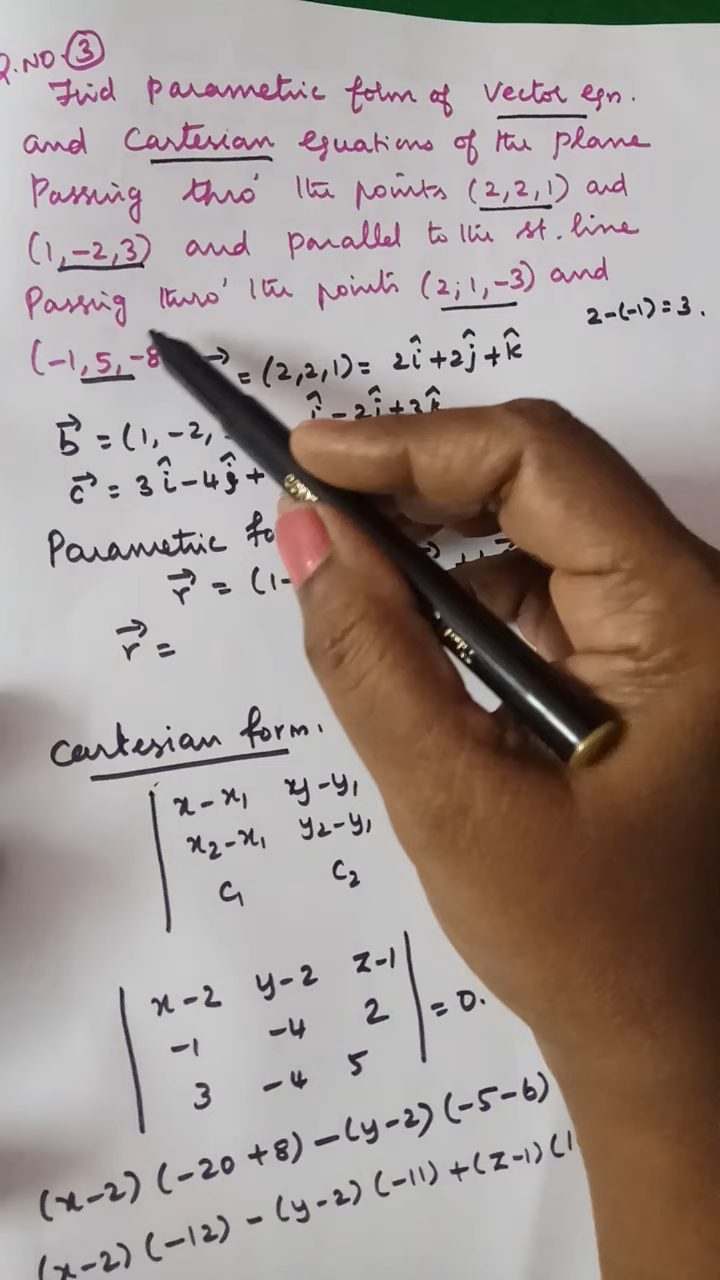 Q.NO.③
Find parametric form of vector eqn.
and Cartesian equations of the plane
Passing thro' the points (2,2,1) and
(1,-2,3) and parallel to the st. line
Passing thro' the points (2,1,-3) and
2-(-1)=3.
(-1,5,-8 = (2,2,1) = 2î+2ĵ+k̂
b⃗ = (1,-2, î-2ĵ+3k̂
c⃗ = 3î-4ĵ+
Parametric fo
r⃗ = (1-
r⃗ =
Cartesian form.
x-x₁ y-y₁
x₂-x₁ y₂-y₁
c₁ c₂
x-2 y-2 z-1
-1 -4 2 = 0.
3 -4 5
(x-2)(-20+8)-(y-2)(-5-6)
(x-2)(-12)-(y-2)(-11)+(z-1)(1